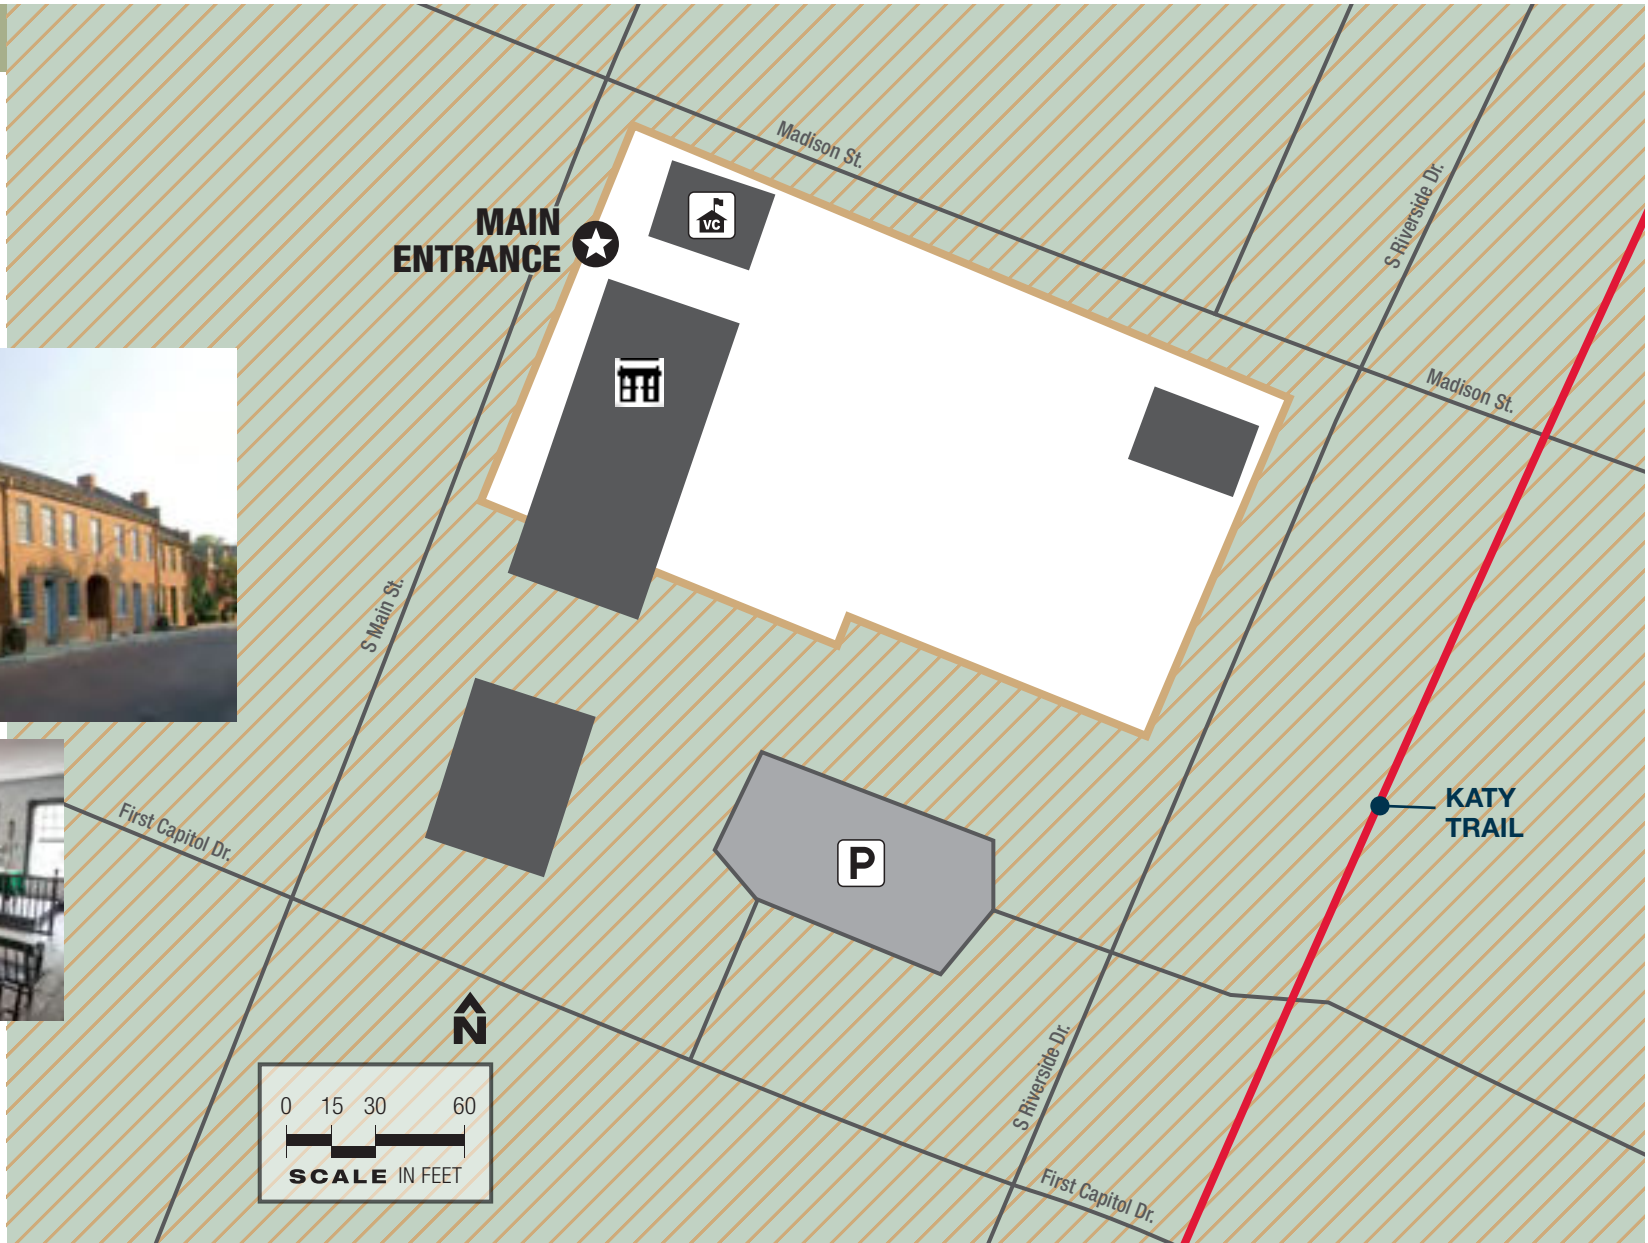 Madison St.
S Riverside Dr.
MAIN
ENTRANCE
VC
Madison St.
S Main St.
KATY
TRAIL
First Capitol Dr.
P
N
S Riverside Dr.
0 15 30 60
SCALE IN FEET
First Capitol Dr.